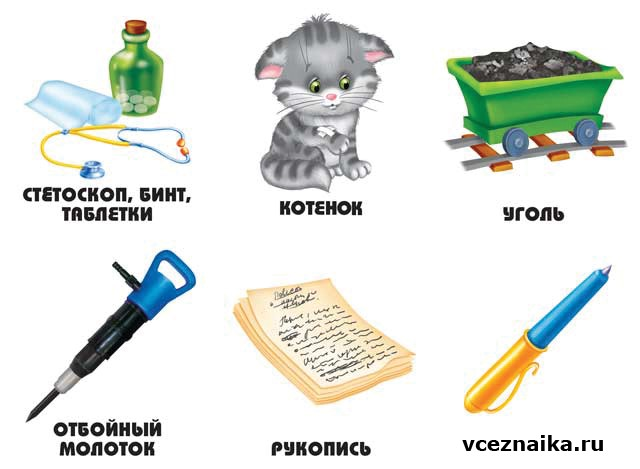 СТЕТОСКОП, БИНТ,
ТАБЛЕТКИ
КОТЕНОК
УГОЛЬ
ОТБОЙНЫЙ
МОЛОТОК
РУКОПИСЬ
vceznaika.ru